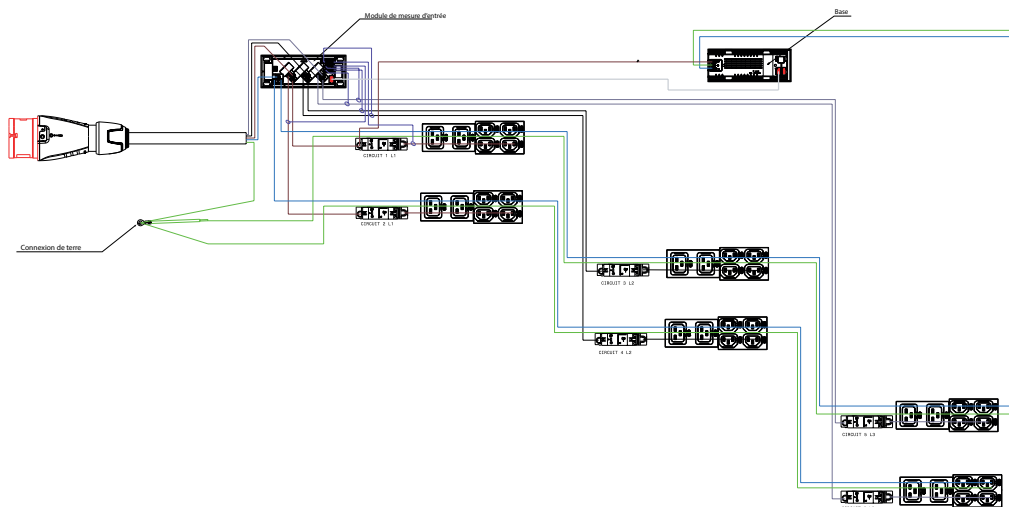 Module de mesure d'entrée
Base
CIRCUIT 1 L1
CIRCUIT 2 L1
Connexion de terre
CIRCUIT 3 L2
CIRCUIT 4 L2
CIRCUIT 5 L3